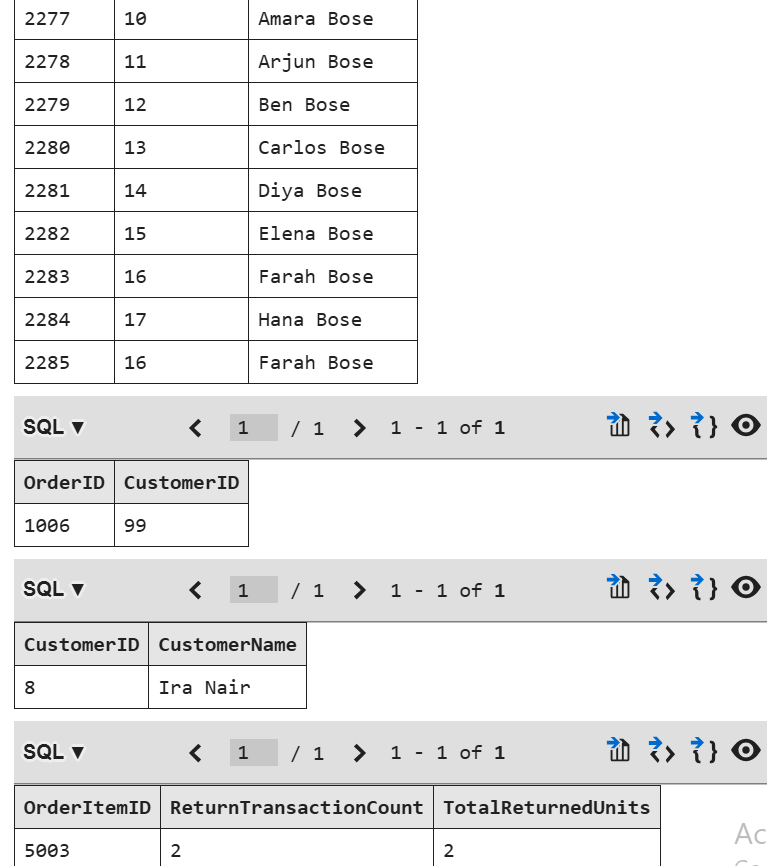 2277 10 Amara Bose
2278 11 Arjun Bose
2279 12 Ben Bose
2280 13 Carlos Bose
2281 14 Diya Bose
2282 15 Elena Bose
2283 16 Farah Bose
2284 17 Hana Bose
2285 16 Farah Bose
SQL ▼ 1 / 1 1 - 1 of 1
OrderID CustomerID
1006 99
SQL ▼ 1 / 1 1 - 1 of 1
CustomerID CustomerName
8 Ira Nair
SQL ▼ 1 / 1 1 - 1 of 1
OrderItemID ReturnTransactionCount TotalReturnedUnits
5003 2 2
Ac